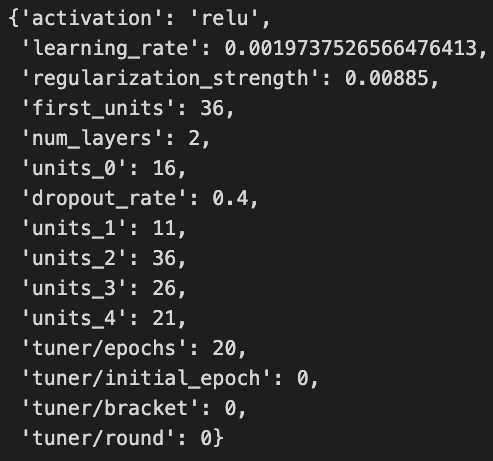 {'activation': 'relu',
'learning_rate': 0.0019737526566476413,
'regularization_strength': 0.00885,
'first_units': 36,
'num_layers': 2,
'units_0': 16,
'dropout_rate': 0.4,
'units_1': 11,
'units_2': 36,
'units_3': 26,
'units_4': 21,
'tuner/epochs': 20,
'tuner/initial_epoch': 0,
'tuner/bracket': 0,
'tuner/round': 0}